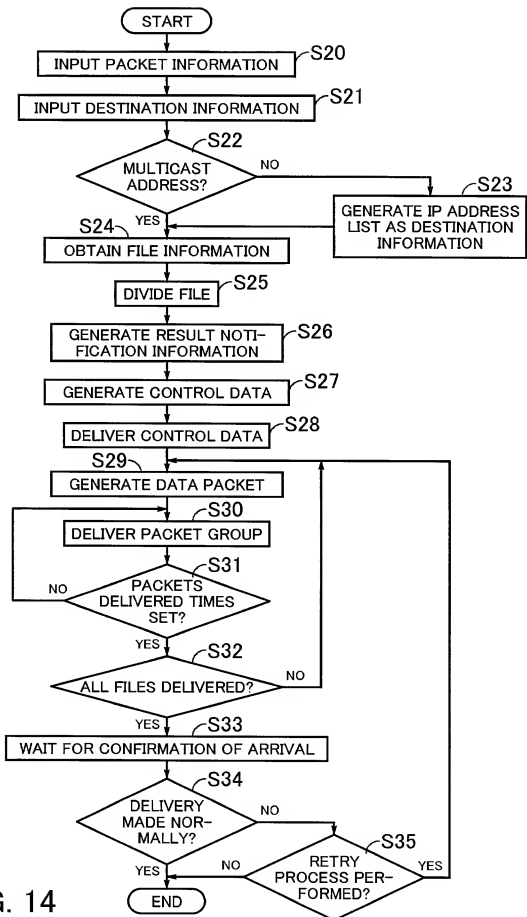 START
S20
INPUT PACKET INFORMATION
S21
INPUT DESTINATION INFORMATION
S22
MULTICAST
ADDRESS?
NO
YES
S23
GENERATE IP ADDRESS
LIST AS DESTINATION
INFORMATION
S24
OBTAIN FILE INFORMATION
S25
DIVIDE FILE
S26
GENERATE RESULT NOTI-
FICATION INFORMATION
S27
GENERATE CONTROL DATA
S28
DELIVER CONTROL DATA
S29
GENERATE DATA PACKET
S30
DELIVER PACKET GROUP
S31
PACKETS
DELIVERED TIMES
SET?
NO
YES
S32
ALL FILES DELIVERED?
NO
YES
S33
WAIT FOR CONFIRMATION OF ARRIVAL
S34
DELIVERY
MADE NOR-
MALLY?
NO
YES
S35
RETRY
PROCESS PER-
FORMED?
NO
YES
END
G. 14